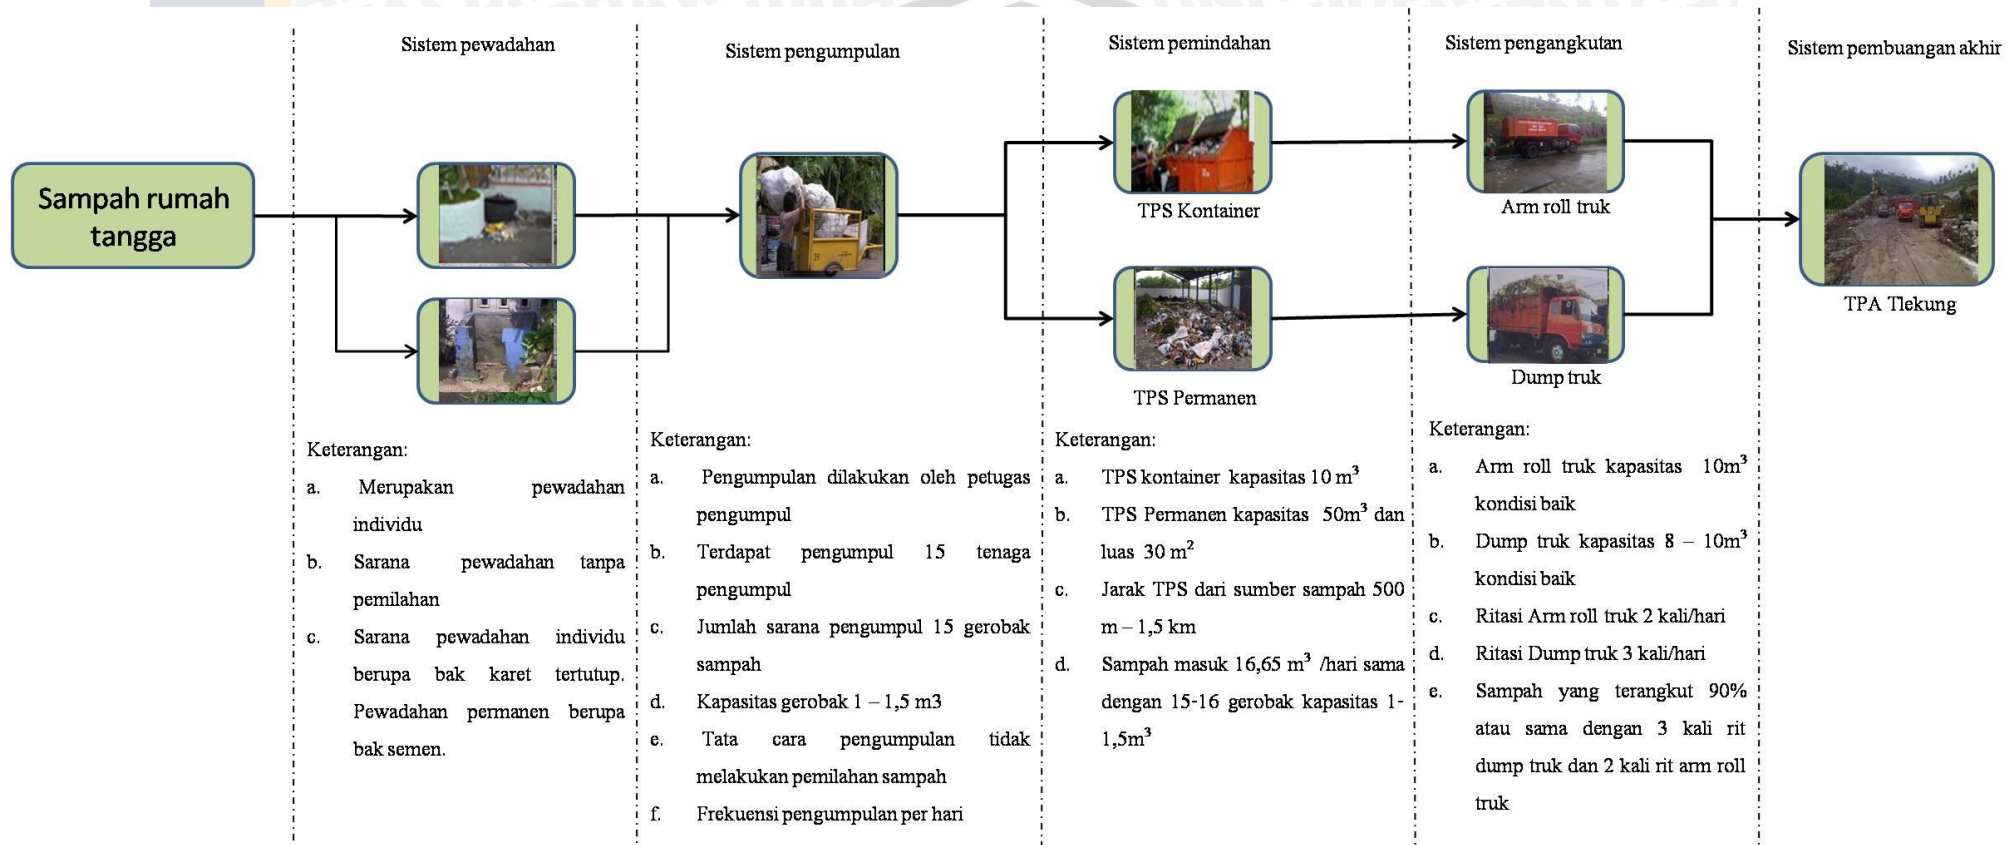 Sistem pewadahan
Sistem pengumpulan
Sistem pemindahan
Sistem pengangkutan
Sistem pembuangan akhir
Sampah rumah
tangga
TPS Kontainer
TPS Permanen
Arm roll truk
Dump truk
TPA Tlekung
Keterangan:
a. Merupakan pewadahan
individu
b. Sarana pewadahan tanpa
pemilahan
c. Sarana pewadahan individu
berupa bak karet tertutup.
Pewadahan permanen berupa
bak semen.
Keterangan:
a. Pengumpulan dilakukan oleh petugas
pengumpul
b. Terdapat pengumpul 15 tenaga
pengumpul
c. Jumlah sarana pengumpul 15 gerobak
sampah
d. Kapasitas gerobak 1 – 1,5 m3
e. Tata cara pengumpulan tidak
melakukan pemilahan sampah
f. Frekuensi pengumpulan per hari
Keterangan:
a. TPS kontainer kapasitas 10 m³
b. TPS Permanen kapasitas 50m³ dan
luas 30 m²
c. Jarak TPS dari sumber sampah 500
m – 1,5 km
d. Sampah masuk 16,65 m³ /hari sama
dengan 15-16 gerobak kapasitas 1-
1,5m³
Keterangan:
a. Arm roll truk kapasitas 10m³
kondisi baik
b. Dump truk kapasitas 8 – 10m³
kondisi baik
c. Ritasi Arm roll truk 2 kali/hari
d. Ritasi Dump truk 3 kali/hari
e. Sampah yang terangkut 90%
atau sama dengan 3 kali rit
dump truk dan 2 kali rit arm roll
truk